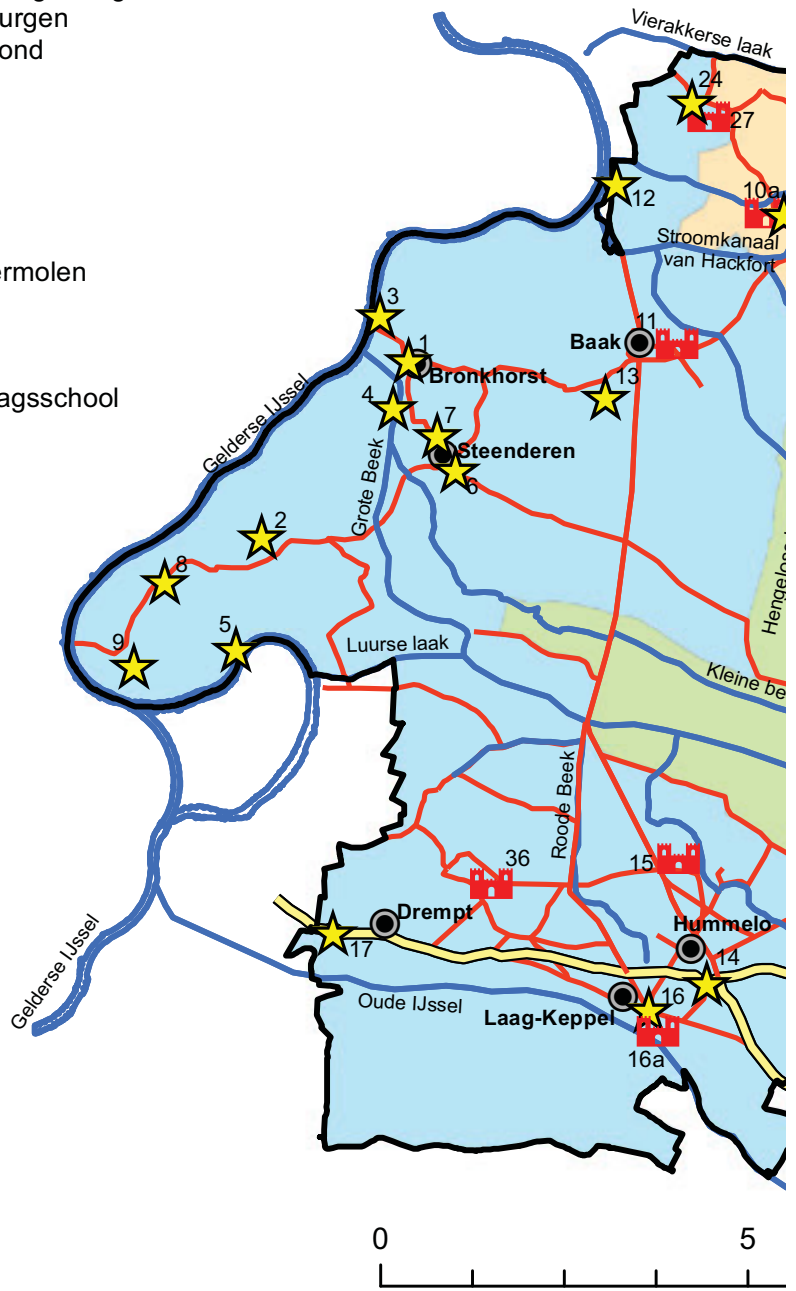 urgen
ond
ermolen
agsschool
Vierakkerse laak
24
27
12
10a
Stroomkanaal
van Hackfort
3
1
Bronkhorst
11
Baak
13
4
7
Steenderen
6
Gelderse IJssel
Grote Beek
2
8
9
5
Luurse laak
Hengelose
Kleine be
Roode Beek
36
15
Drempt
17
Hummelo
14
Gelderse IJssel
Oude IJssel
Laag-Keppel
16
16a
0
5